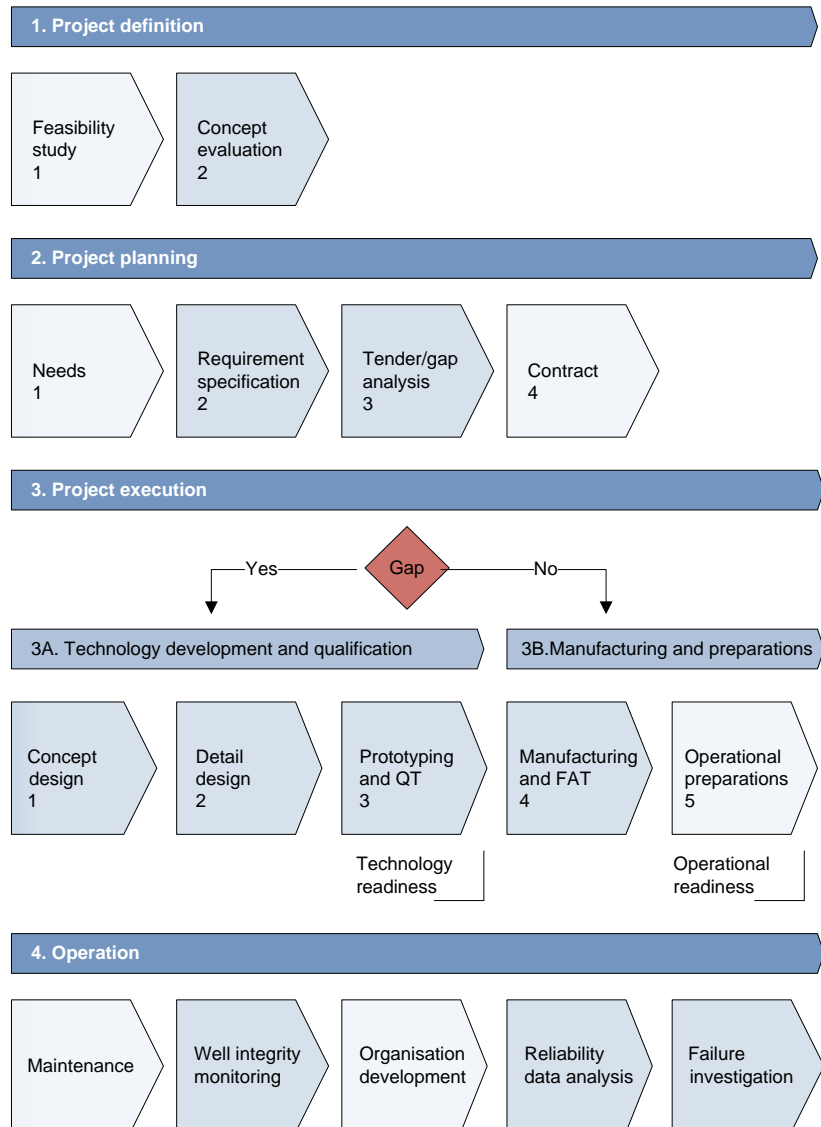 1. Project definition
Feasibility
study
1
Concept
evaluation
2
2. Project planning
Needs
1
Requirement
specification
2
Tender/gap
analysis
3
Contract
4
3. Project execution
Yes
Gap
No
3A. Technology development and qualification
3B.Manufacturing and preparations
Concept
design
1
Detail
design
2
Prototyping
and QT
3
Manufacturing
and FAT
4
Operational
preparations
5
Technology
readiness
Operational
readiness
4. Operation
Maintenance
Well integrity
monitoring
Organisation
development
Reliability
data analysis
Failure
investigation